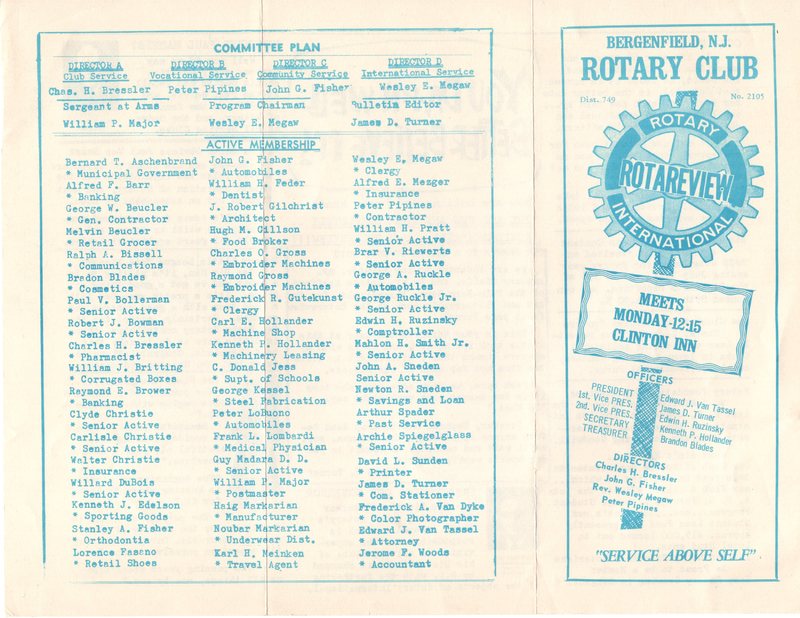 COMMITTEE PLAN
DIRECTOR A DIRECTOR B DIRECTOR C DIRECTOR D
Club Service Vocational Service Community Service International Service
Chas. H. Bressler Peter Pipines John G. Fisher Wesley E. Megaw
Sergeant at Arms Program Chairman Bulletin Editor
William P. Major Wesley E. Megaw James D. Turner
ACTIVE MEMBERSHIP
Bernard T. Aschenbrand
* Municipal Government
Alfred F. Barr
* Banking
George W. Beucler
* Gen. Contractor
Melvin Beucler
* Retail Grocer
Ralph A. Bissell
* Communications
Bradon Blades
* Cosmetics
Paul V. Bollerman
* Senior Active
Robert J. Bowman
* Senior Active
Charles H. Bressler
* Pharmacist
William J. Britting
* Corrugated Boxes
Raymond E. Brower
* Banking
Clyde Christie
* Senior Active
Carlisle Christie
* Senior Active
Walter Christie
* Insurance
Willard DuBois
* Senior Active
Kenneth J. Edelson
* Sporting Goods
Stanley A. Fisher
* Orthodontia
Lorence Fasano
* Retail Shoes
John G. Fisher
* Automobiles
William H. Feder
* Dentist
J. Robert Gilchrist
* Architect
Hugh M. Gillson
* Food Broker
Charles O. Gross
* Embroider Machines
Raymond Gross
* Embroider Machines
Frederick R. Gutekunst
* Clergy
Carl E. Hollander
* Machine Shop
Kenneth P. Hollander
* Machinery Leasing
C. Donald Jess
* Supt. of Schools
George Kessel
* Steel Fabrication
Peter LoBuono
* Automobiles
Frank L. Lombardi
* Medical Physician
Guy Madara D. D.
* Senior Active
William P. Major
* Postmaster
Haig Markarian
* Manufacturer
Noubar Markarian
* Underwear Dist.
Karl H. Meinken
* Travel Agent
Wesley E. Megaw
* Clergy
Alfred E. Mezger
* Insurance
Peter Pipines
* Contractor
William H. Pratt
* Senior Active
Brar V. Riewerts
* Senior Active
George A. Ruckle
* Automobiles
George Ruckle Jr.
* Senior Active
Edwin H. Ruzinsky
* Comptroller
Mahlon H. Smith Jr.
* Senior Active
John A. Sneden
Senior Active
Newton R. Sneden
* Savings and Loan
Arthur Spader
* Past Service
Archie Spiegelglass
* Senior Active
David L. Sunden
* Printer
James D. Turner
* Com. Stationer
Frederick A. Van Dyke
* Color Photographer
Edward J. Van Tassel
* Attorney
Jerome F. Woods
* Accountant
BERGENFIELD, N.J.
ROTARY CLUB
Dist. 749 No. 2105
ROTARY
ROTAREVIEW
INTERNATIONAL
MEETS
MONDAY-12:15
CLINTON INN
OFFICERS
PRESIDENT Edward J. Van Tassel
1st. Vice PRES. James D. Turner
2nd. Vice PRES. Edwin H. Ruzinsky
SECRETARY Kenneth P. Hollander
TREASURER Brandon Blades
DIRECTORS
Charles H. Bressler
John G. Fisher
Rev. Wesley Megaw
Peter Pipines
"SERVICE ABOVE SELF"